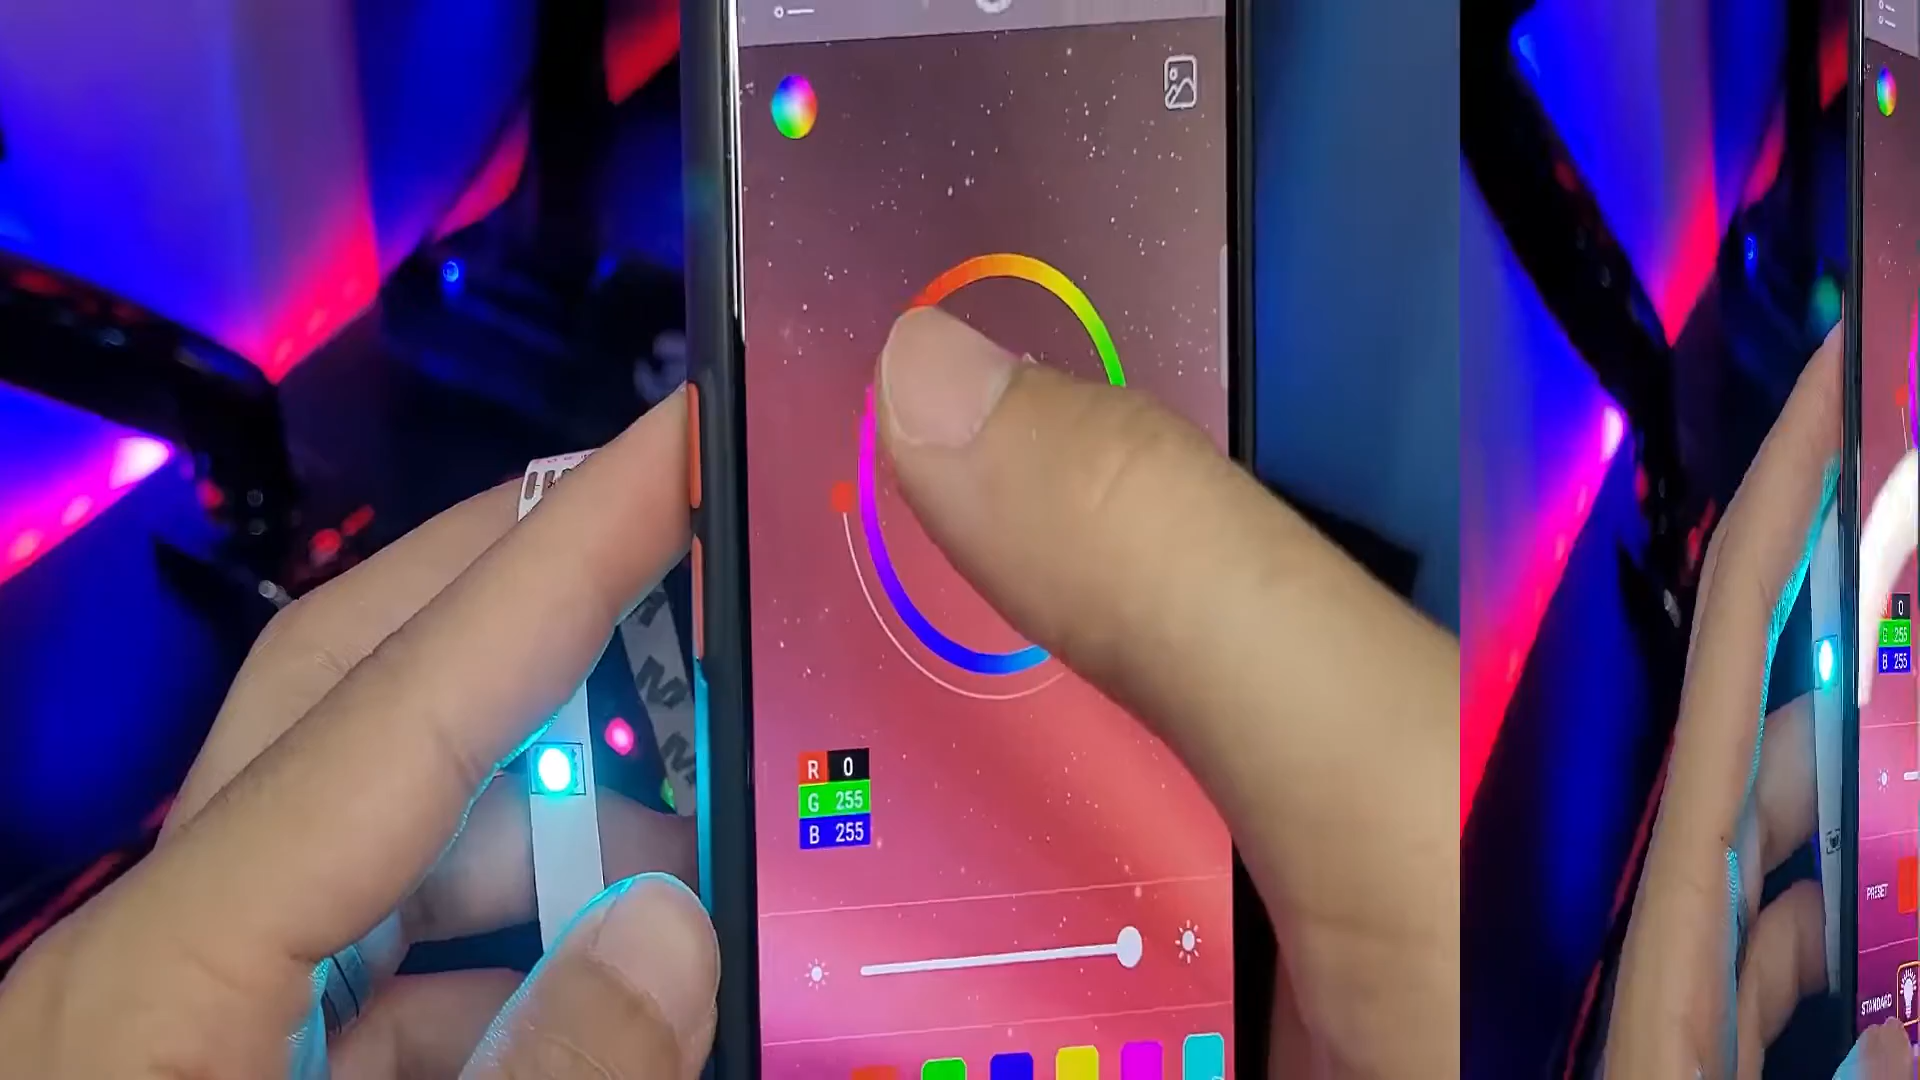 R 0
G 255
B 255
0
G 255
B 255
PRESET
STANDARD